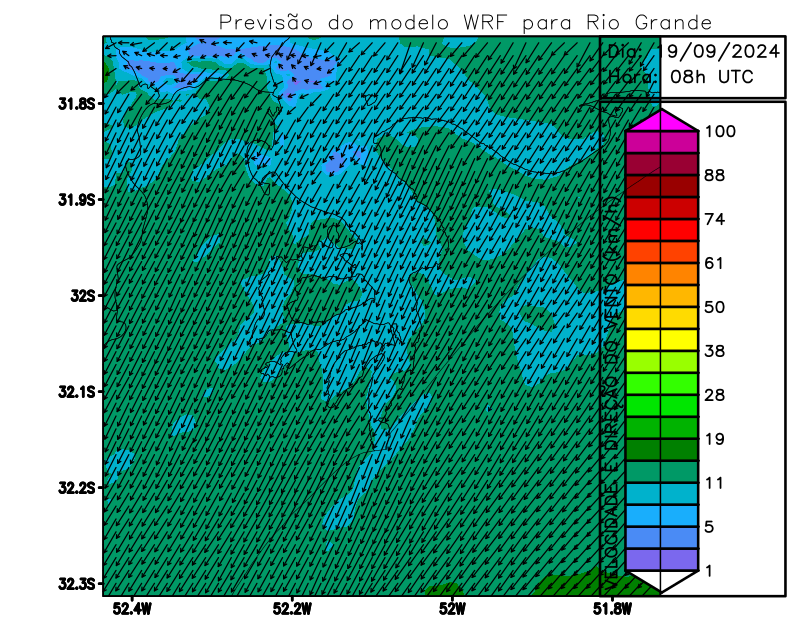 Previsão do modelo WRF para Rio Grande
Dia: 19/09/2024
Hora: 08h UTC
31.8S
31.9S
32S
32.1S
32.2S
32.3S
52.4W
52.2W
52W
51.8W
VELOCIDADE E DIREÇÃO DO VENTO (km/h)
100
88
74
61
50
38
28
19
11
5
1